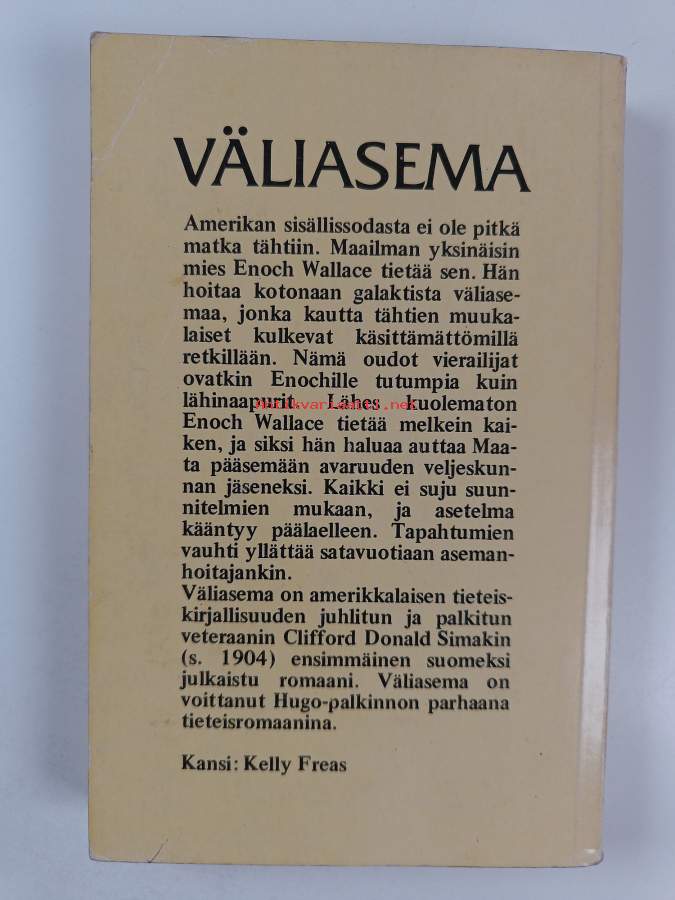 VÄLIASEMA
Amerikan sisällissodasta ei ole pitkä
matka tähtiin. Maailman yksinäisin
mies Enoch Wallace tietää sen. Hän
hoitaa kotonaan galaktista väliase-
maa, jonka kautta tähtien muuka-
laiset kulkevat käsittämättömillä
retkillään. Nämä oudot vierailijat
ovatkin Enochille tutumpia kuin
lähinaapurit. Lähes kuolematon
antikvariaatti.net
Enoch Wallace tietää melkein kai-
ken, ja siksi hän haluaa auttaa Maa-
ta pääsemään avaruuden veljeskun-
nan jäseneksi. Kaikki ei suju suun-
nitelmien mukaan, ja asetelma
kääntyy päälaelleen. Tapahtumien
vauhti yllättää satavuotiaan aseman-
hoitajankin.
Väliasema on amerikkalaisen tieteis-
kirjallisuuden juhlitun ja palkitun
veteraanin Clifford Donald Simakin
(s. 1904) ensimmäinen suomeksi
julkaistu romaani. Väliasema on
voittanut Hugo-palkinnon parhaana
tieteisromaanina.
Kansi: Kelly Freas